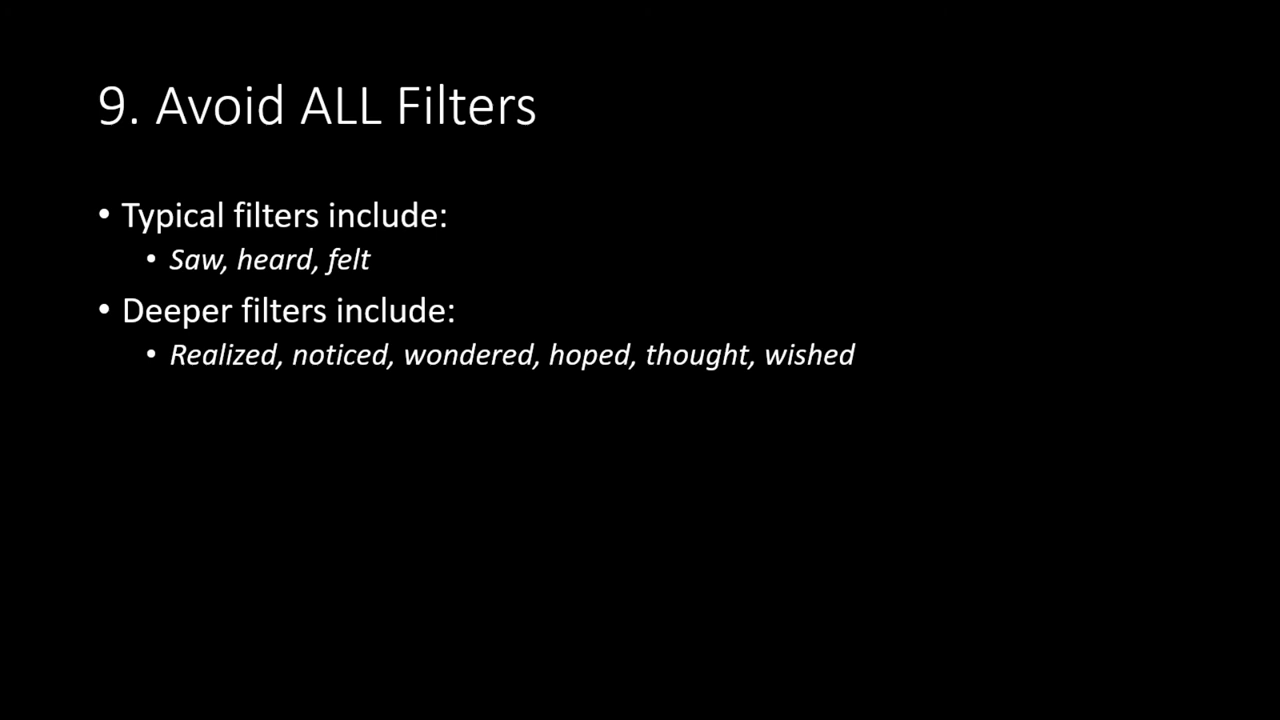 9. Avoid ALL Filters
• Typical filters include:
• Saw, heard, felt
• Deeper filters include:
• Realized, noticed, wondered, hoped, thought, wished